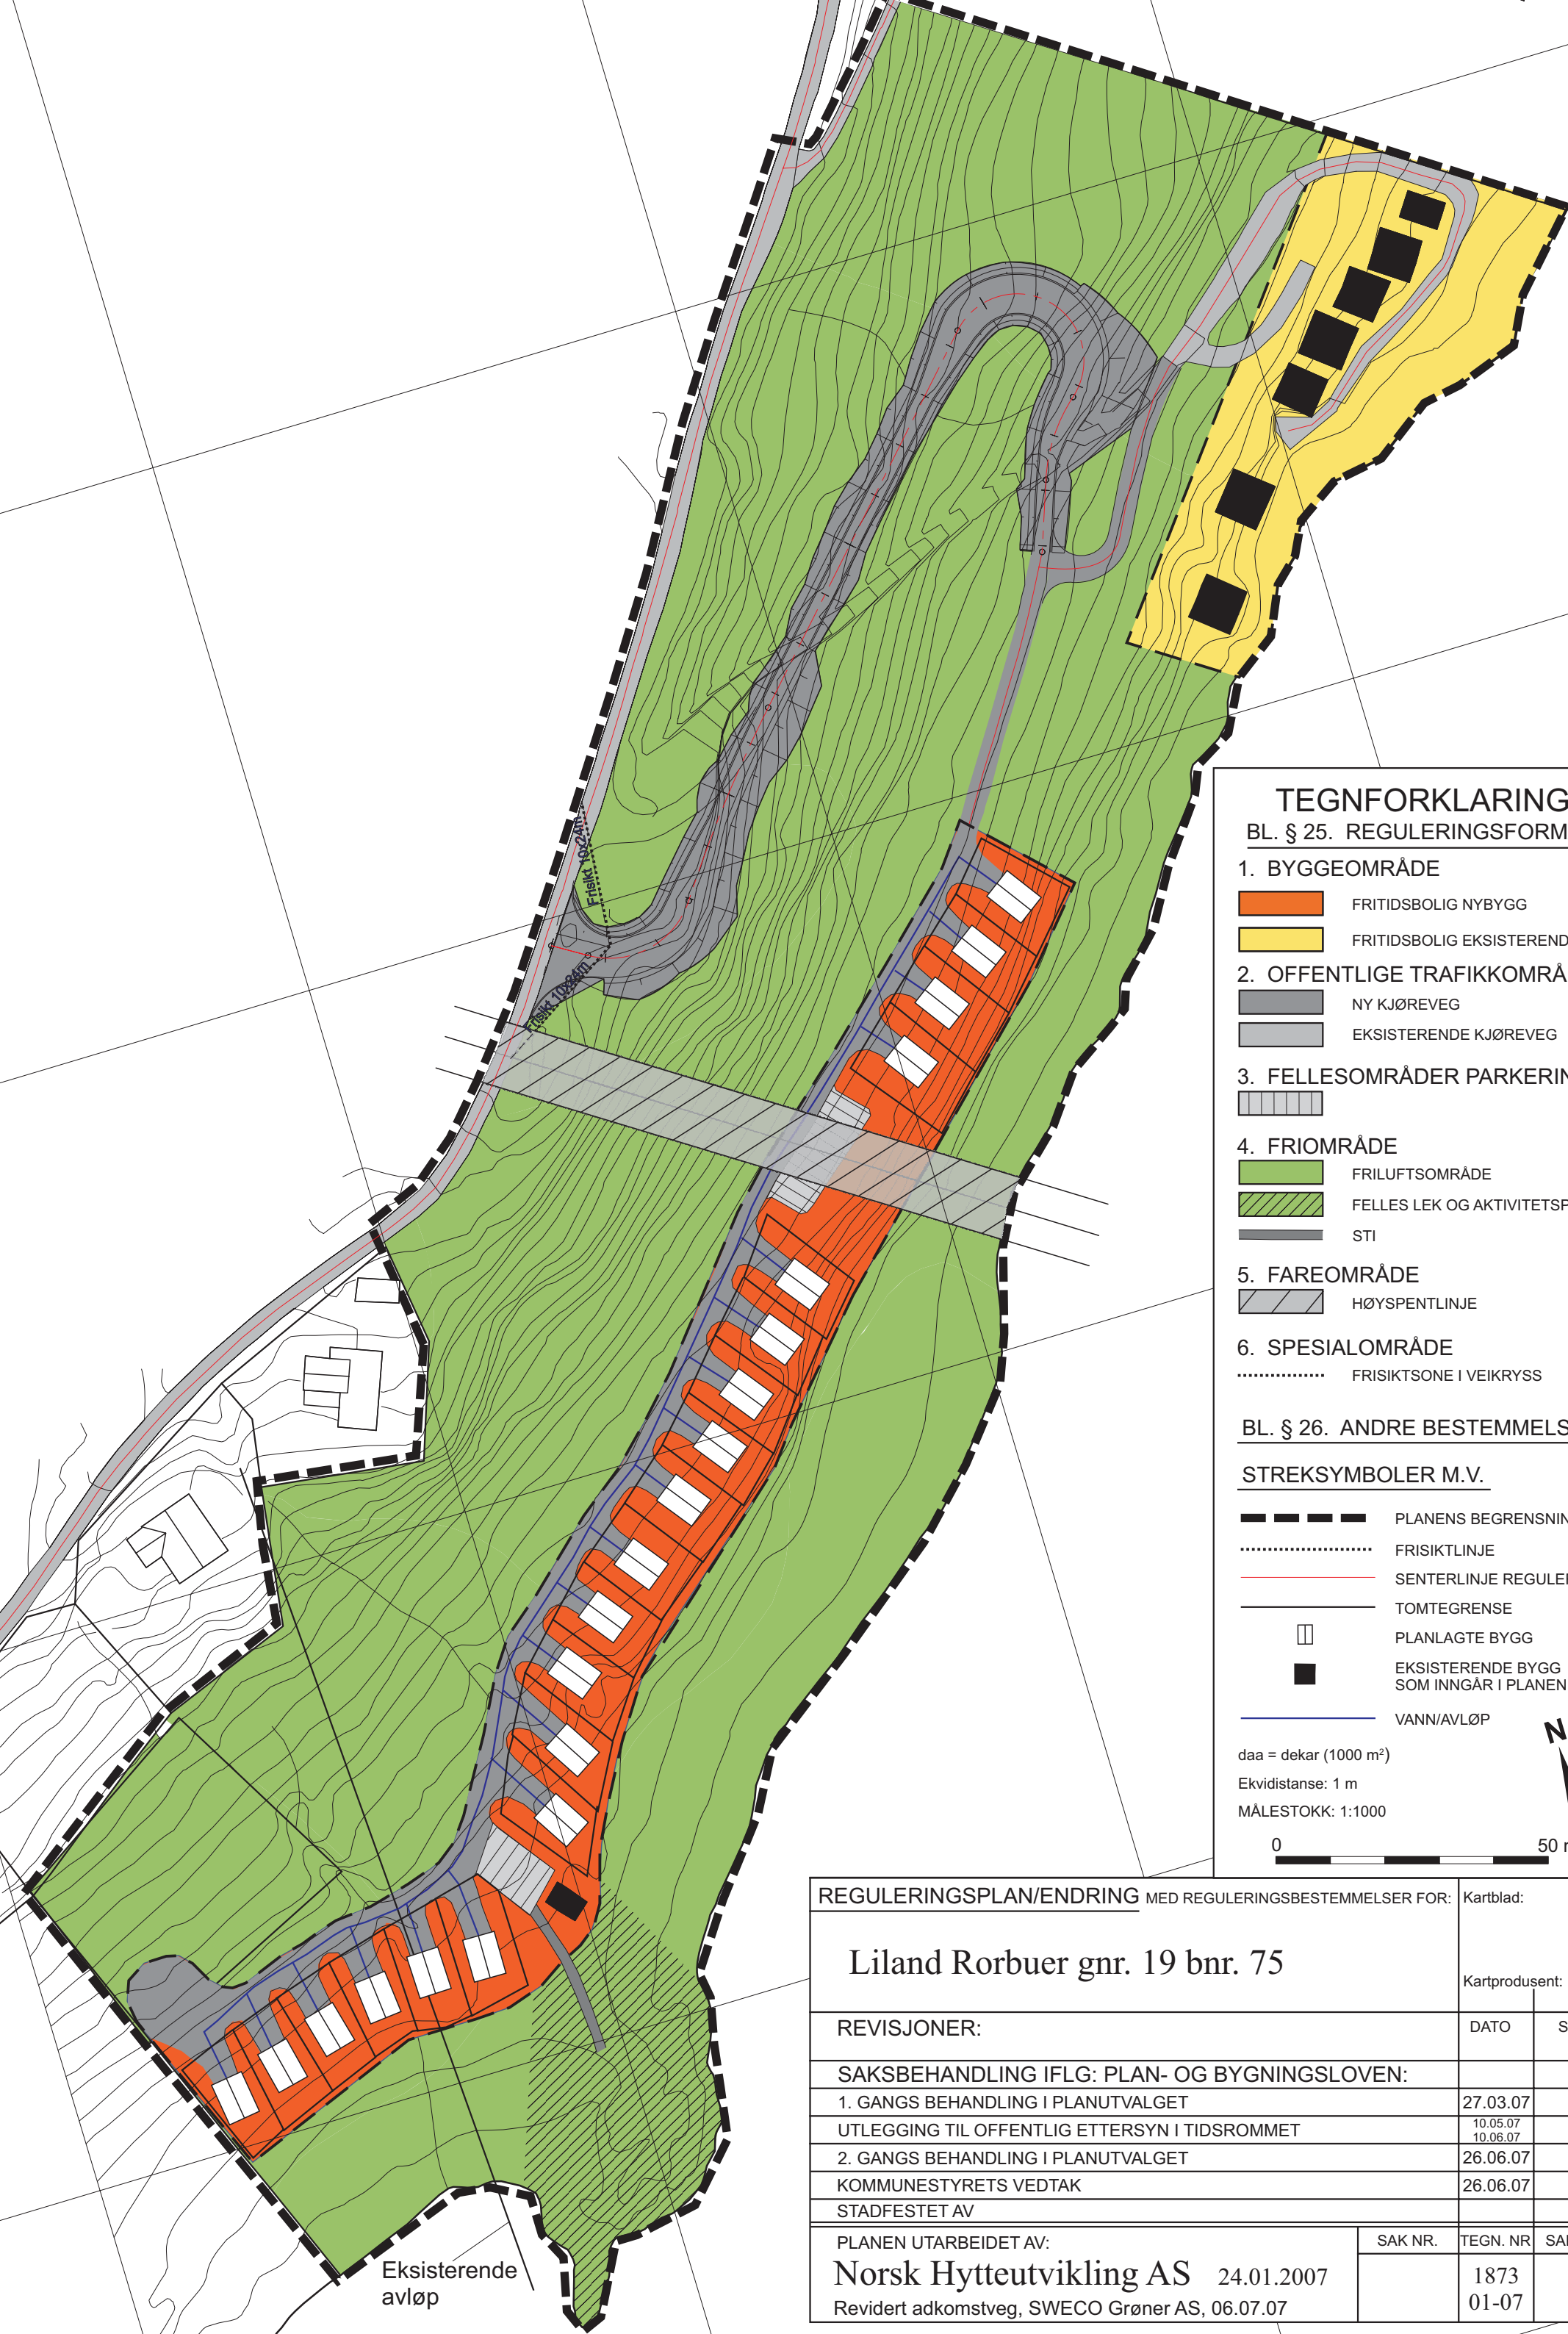 Frisikt 10x24m
Frisikt 10x24m
TEGNFORKLARING
BL. § 25. REGULERINGSFORM
1. BYGGEOMRÅDE
FRITIDSBOLIG NYBYGG
FRITIDSBOLIG EKSISTEREND
2. OFFENTLIGE TRAFIKKOMRÅ
NY KJØREVEG
EKSISTERENDE KJØREVEG
3. FELLESOMRÅDER PARKERIN
4. FRIOMRÅDE
FRILUFTSOMRÅDE
FELLES LEK OG AKTIVITETSF
STI
5. FAREOMRÅDE
HØYSPENTLINJE
6. SPESIALOMRÅDE
FRISIKTSONE I VEIKRYSS
BL. § 26. ANDRE BESTEMMELS
STREKSYMBOLER M.V.
PLANENS BEGRENSNIN
FRISIKTLINJE
SENTERLINJE REGULER
TOMTEGRENSE
PLANLAGTE BYGG
EKSISTERENDE BYGG
SOM INNGÅR I PLANEN
VANN/AVLØP
N
daa = dekar (1000 m²)
Ekvidistanse: 1 m
MÅLESTOKK: 1:1000
0 50 m
REGULERINGSPLAN/ENDRING MED REGULERINGSBESTEMMELSER FOR:
Kartblad:
Liland Rorbuer gnr. 19 bnr. 75
Kartprodusent:
REVISJONER: DATO S
SAKSBEHANDLING IFLG: PLAN- OG BYGNINGSLOVEN:
1. GANGS BEHANDLING I PLANUTVALGET 27.03.07
UTLEGGING TIL OFFENTLIG ETTERSYN I TIDSROMMET 10.05.07
10.06.07
2. GANGS BEHANDLING I PLANUTVALGET 26.06.07
KOMMUNESTYRETS VEDTAK 26.06.07
STADFESTET AV
PLANEN UTARBEIDET AV: SAK NR. TEGN. NR SA
Norsk Hytteutvikling AS 24.01.2007 1873
Revidert adkomstveg, SWECO Grøner AS, 06.07.07 01-07
Eksisterende
avløp